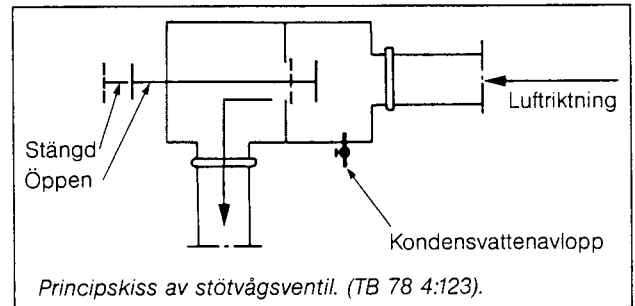 Luftriktning
Stängd
Öppen
Kondensvattenavlopp
Principskiss av stötvågsventil. (TB 78 4:123).